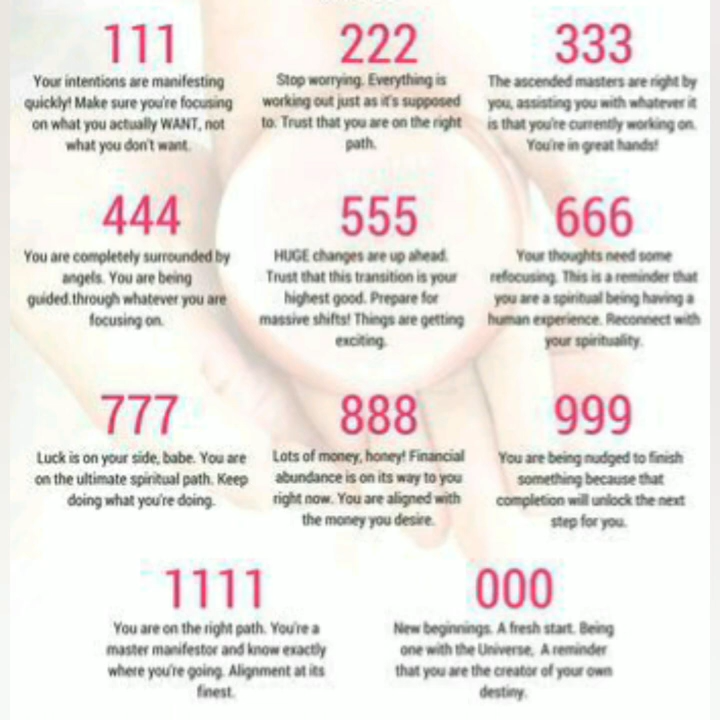 111
Your intentions are manifesting
quickly! Make sure you're focusing
on what you actually WANT, not
what you don't want.
222
Stop worrying. Everything is
working out just as it's supposed
to. Trust that you are on the right
path.
333
The ascended masters are right by
you, assisting you with whatever it
is that you're currently working on.
You're in great hands!
444
You are completely surrounded by
angels. You are being
guided.through whatever you are
focusing on.
555
HUGE changes are up ahead.
Trust that this transition is your
highest good. Prepare for
massive shifts! Things are getting
exciting.
666
Your thoughts need some
refocusing. This is a reminder that
you are a spiritual being having a
human experience. Reconnect with
your spirituality.
777
Luck is on your side, babe. You are
on the ultimate spiritual path. Keep
doing what you're doing.
888
Lots of money, honey! Financial
abundance is on its way to you
right now. You are aligned with
the money you desire.
999
You are being nudged to finish
something because that
completion will unlock the next
step for you.
1111
You are on the right path. You're a
master manifestor and know exactly
where you're going. Alignment at its
finest.
000
New beginnings. A fresh start. Being
one with the Universe. A reminder
that you are the creator of your own
destiny.